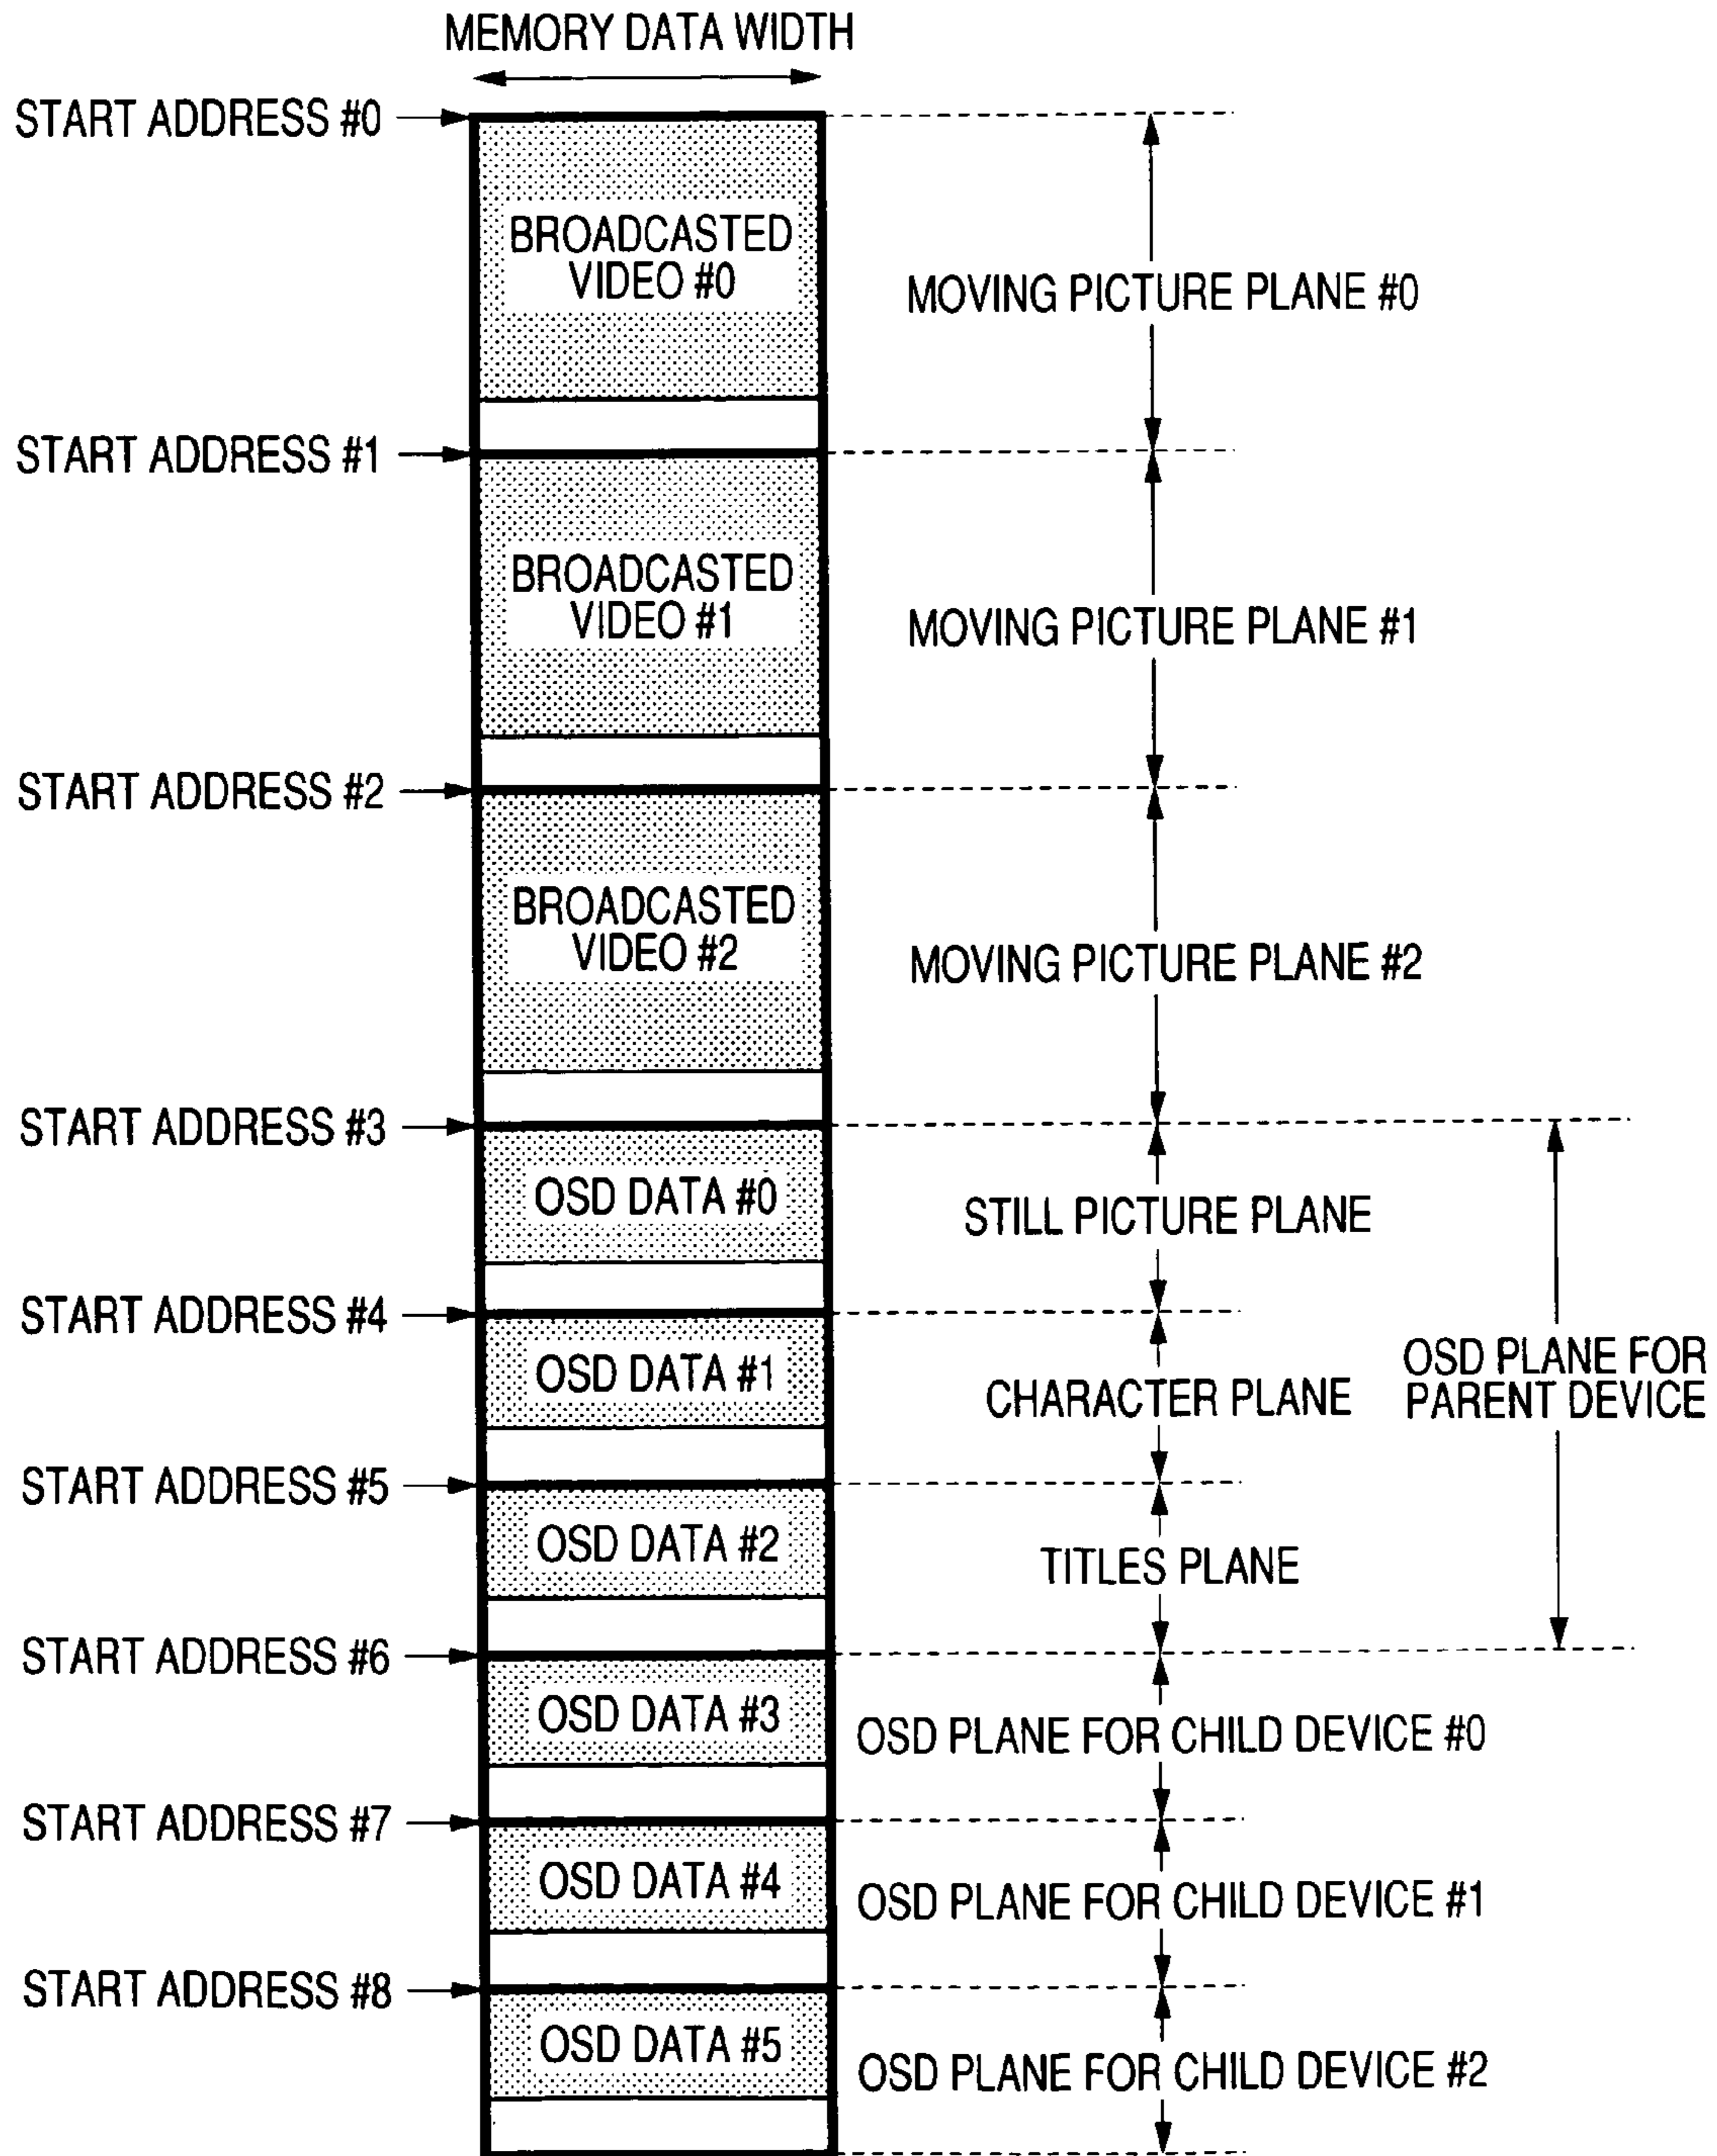 MEMORY DATA WIDTH
START ADDRESS #0
BROADCASTED
VIDEO #0
MOVING PICTURE PLANE #0
START ADDRESS #1
BROADCASTED
VIDEO #1
MOVING PICTURE PLANE #1
START ADDRESS #2
BROADCASTED
VIDEO #2
MOVING PICTURE PLANE #2
START ADDRESS #3
OSD DATA #0
STILL PICTURE PLANE
START ADDRESS #4
OSD DATA #1
CHARACTER PLANE
OSD PLANE FOR
PARENT DEVICE
START ADDRESS #5
OSD DATA #2
TITLES PLANE
START ADDRESS #6
OSD DATA #3
OSD PLANE FOR CHILD DEVICE #0
START ADDRESS #7
OSD DATA #4
OSD PLANE FOR CHILD DEVICE #1
START ADDRESS #8
OSD DATA #5
OSD PLANE FOR CHILD DEVICE #2